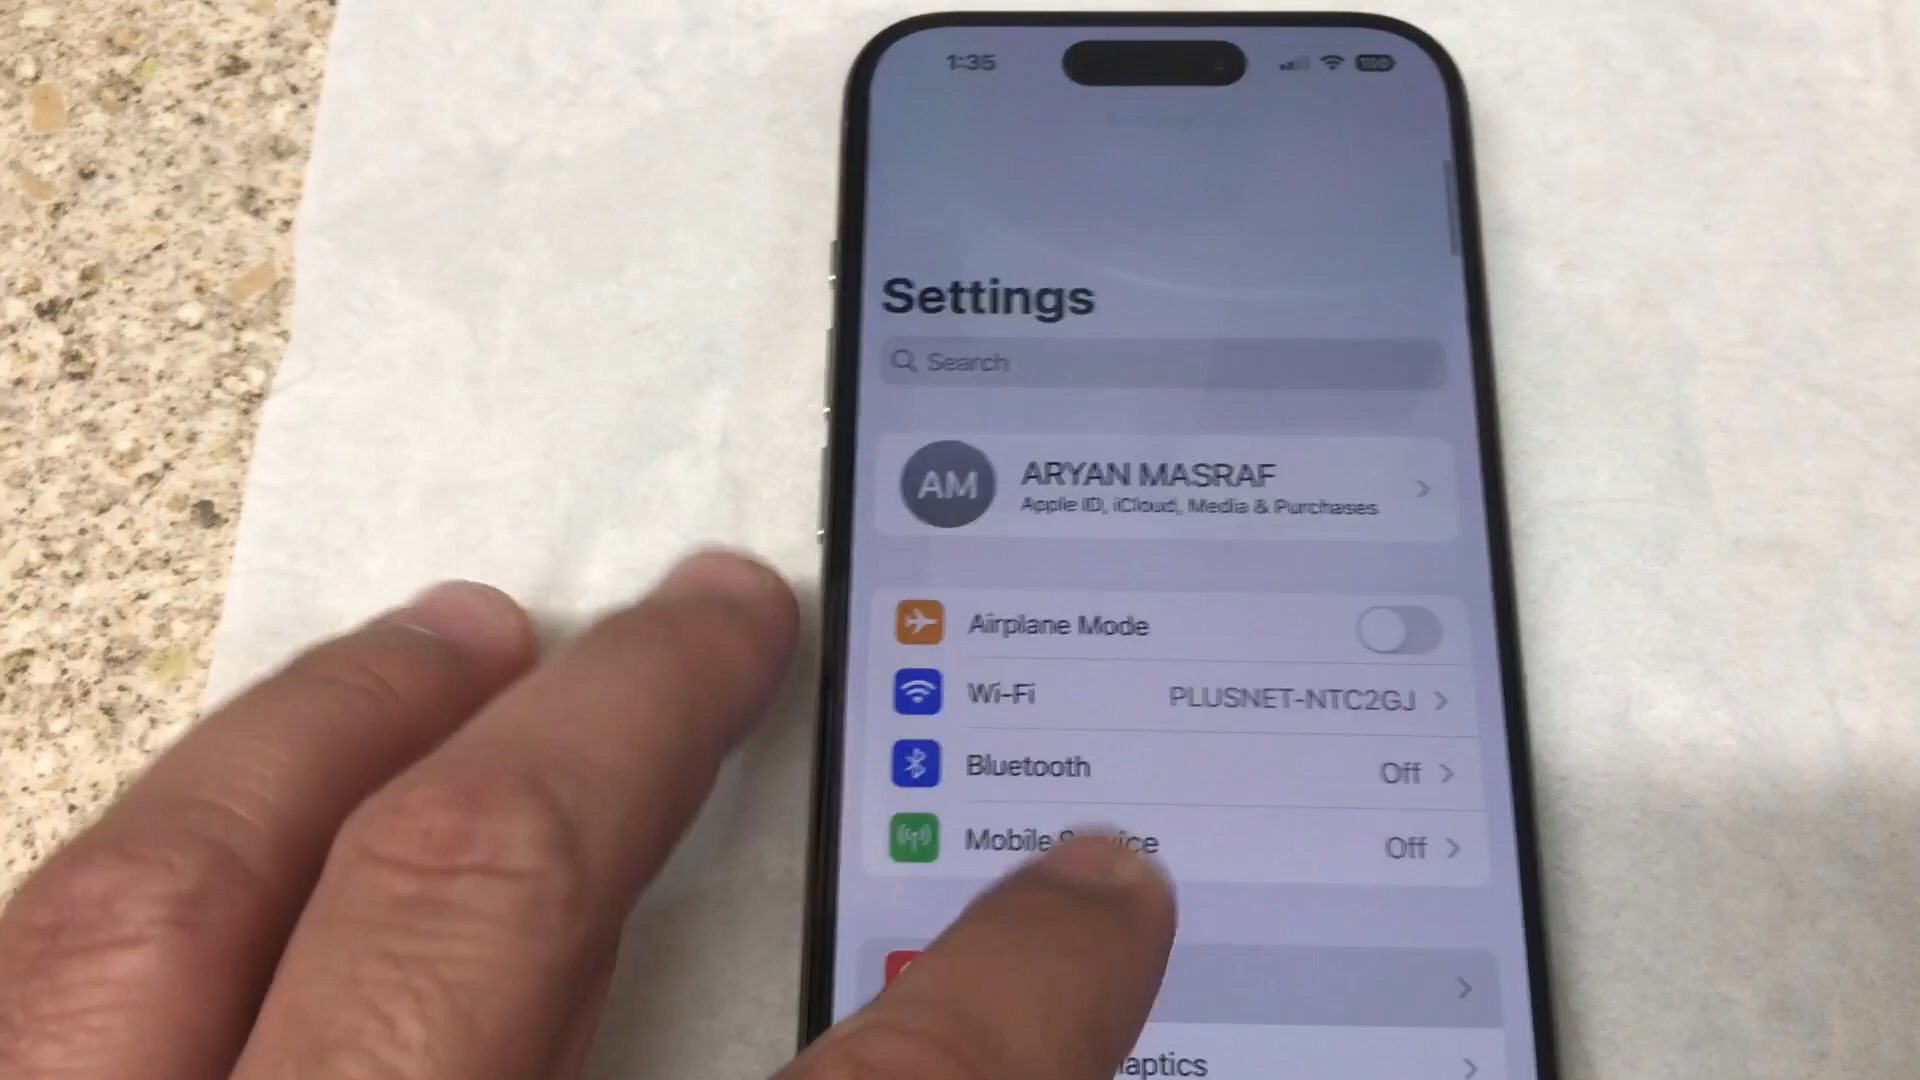 1:35
100
Settings
Search
AM
ARYAN MASRAF
Apple ID, iCloud, Media & Purchases
Airplane Mode
Wi-Fi PLUSNET-NTC2GJ
Bluetooth Off
Mobile Service Off